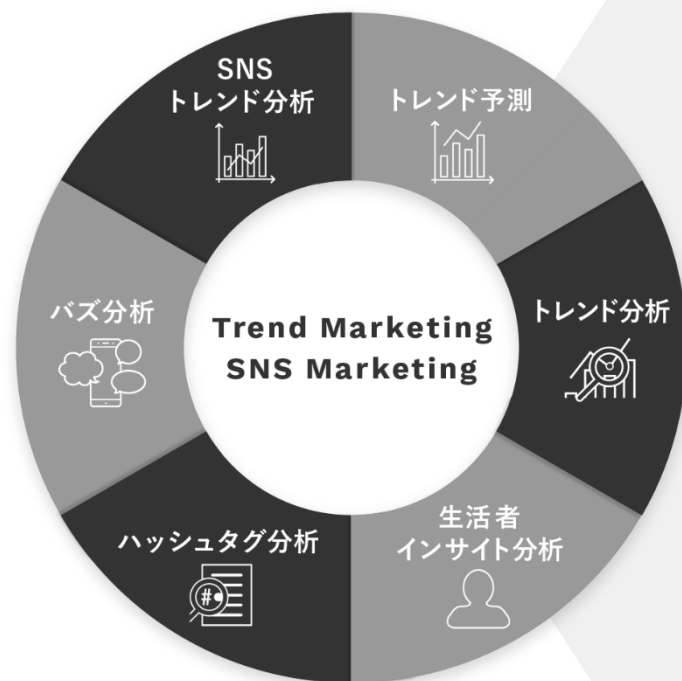 SNS
トレンド分析
トレンド予測
バズ分析
Trend Marketing
SNS Marketing
トレンド分析
ハッシュタグ分析
#
生活者
インサイト分析